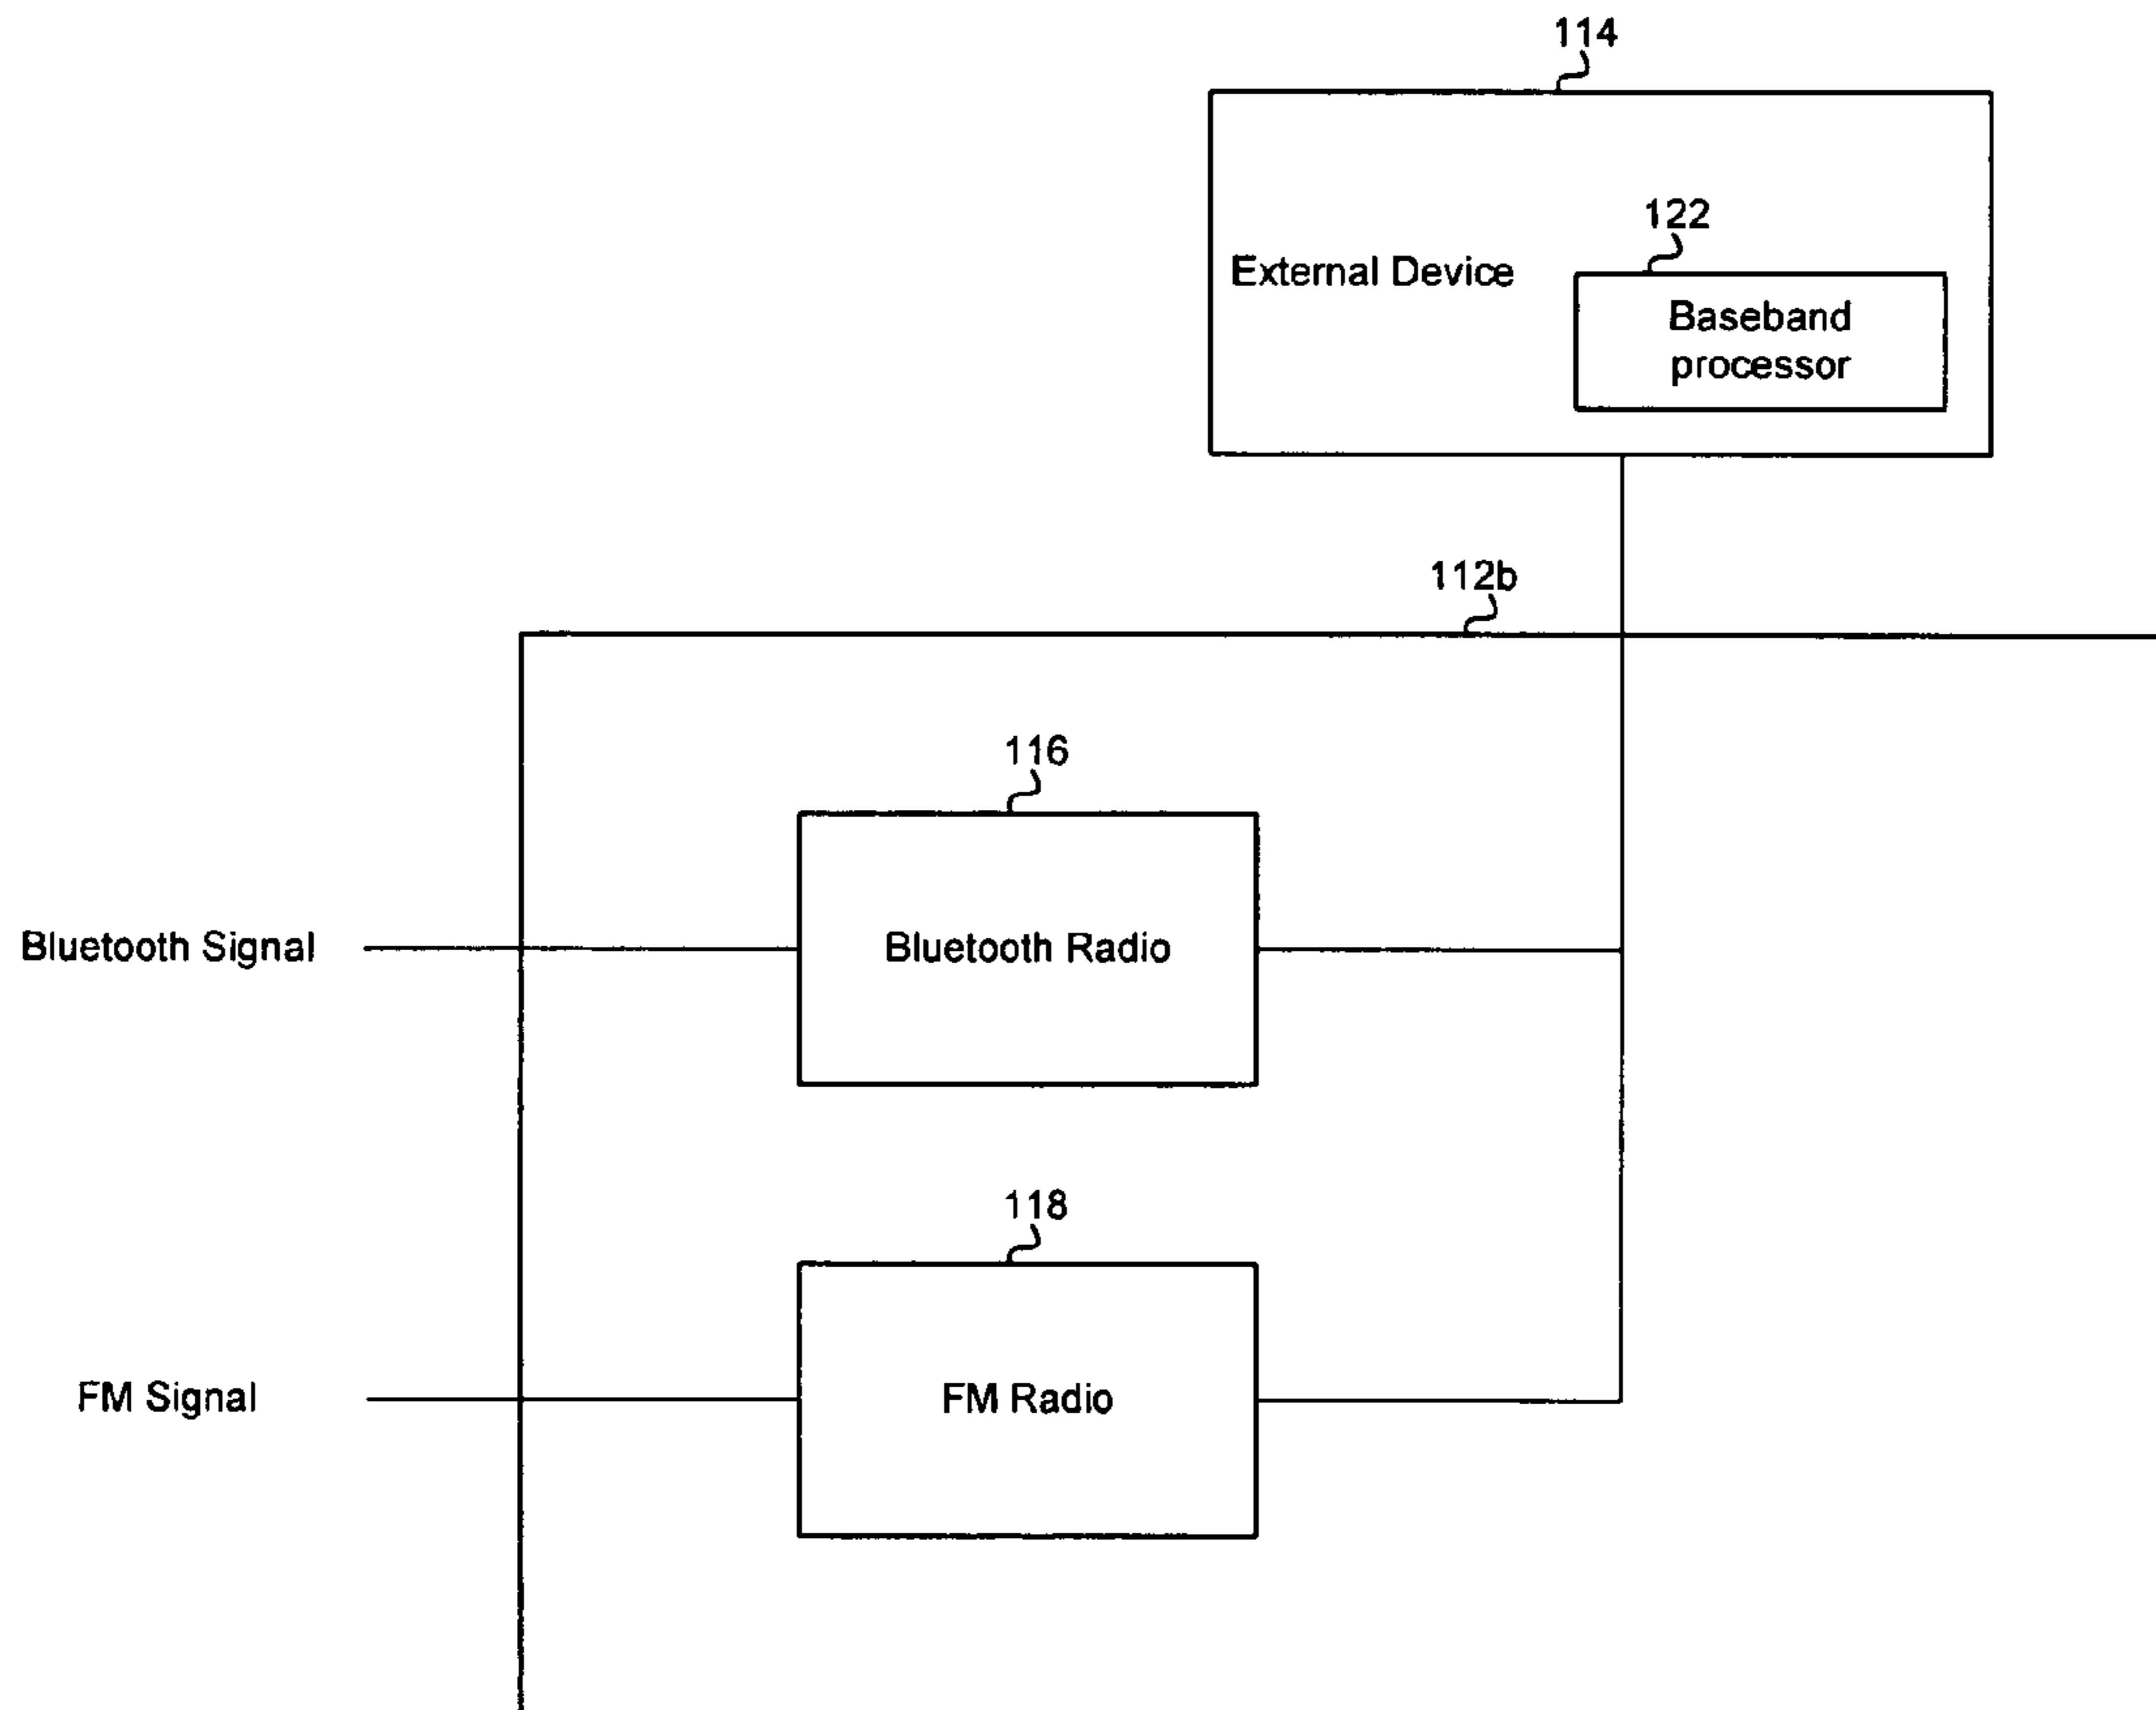 114
122
External Device
Baseband
processor
112b
116
Bluetooth Signal
Bluetooth Radio
118
FM Signal
FM Radio